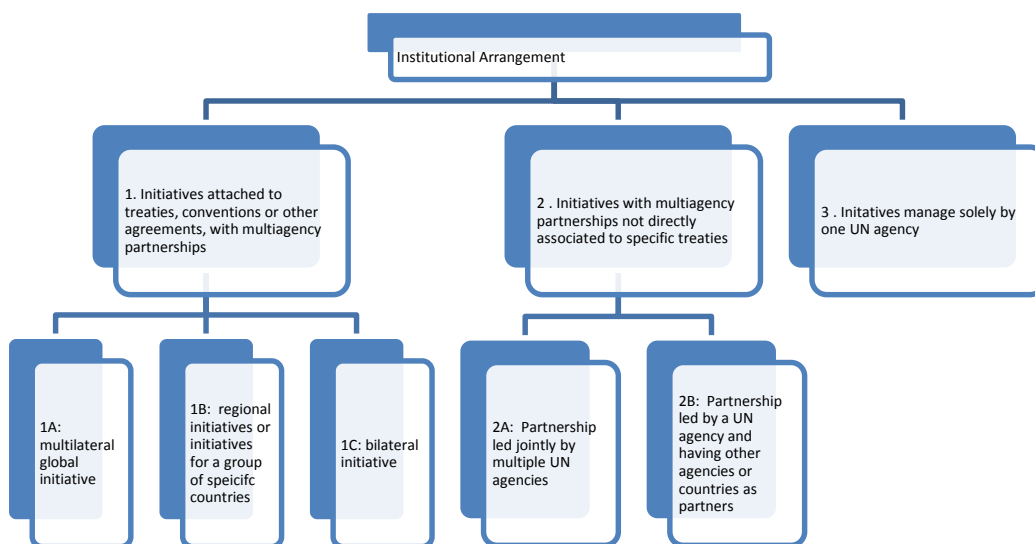 Institutional Arrangement
1. Initiatives attached to
treaties, conventions or other
agreements, with multiagency
partnerships
2 . Initiatives with multiagency
partnerships not directly
associated to specific treaties
3 . Initatives manage solely by
one UN agency
1A:
multilateral
global
initiative
1B:  regional
initiatives or
initiatives
for a group
of speicifc
countries
1C: bilateral
initiative
2A:  Partnership
led jointly by
multiple UN
agencies
2B:  Partnership
led by a UN
agency and
having other
agencies or
countries as
partners